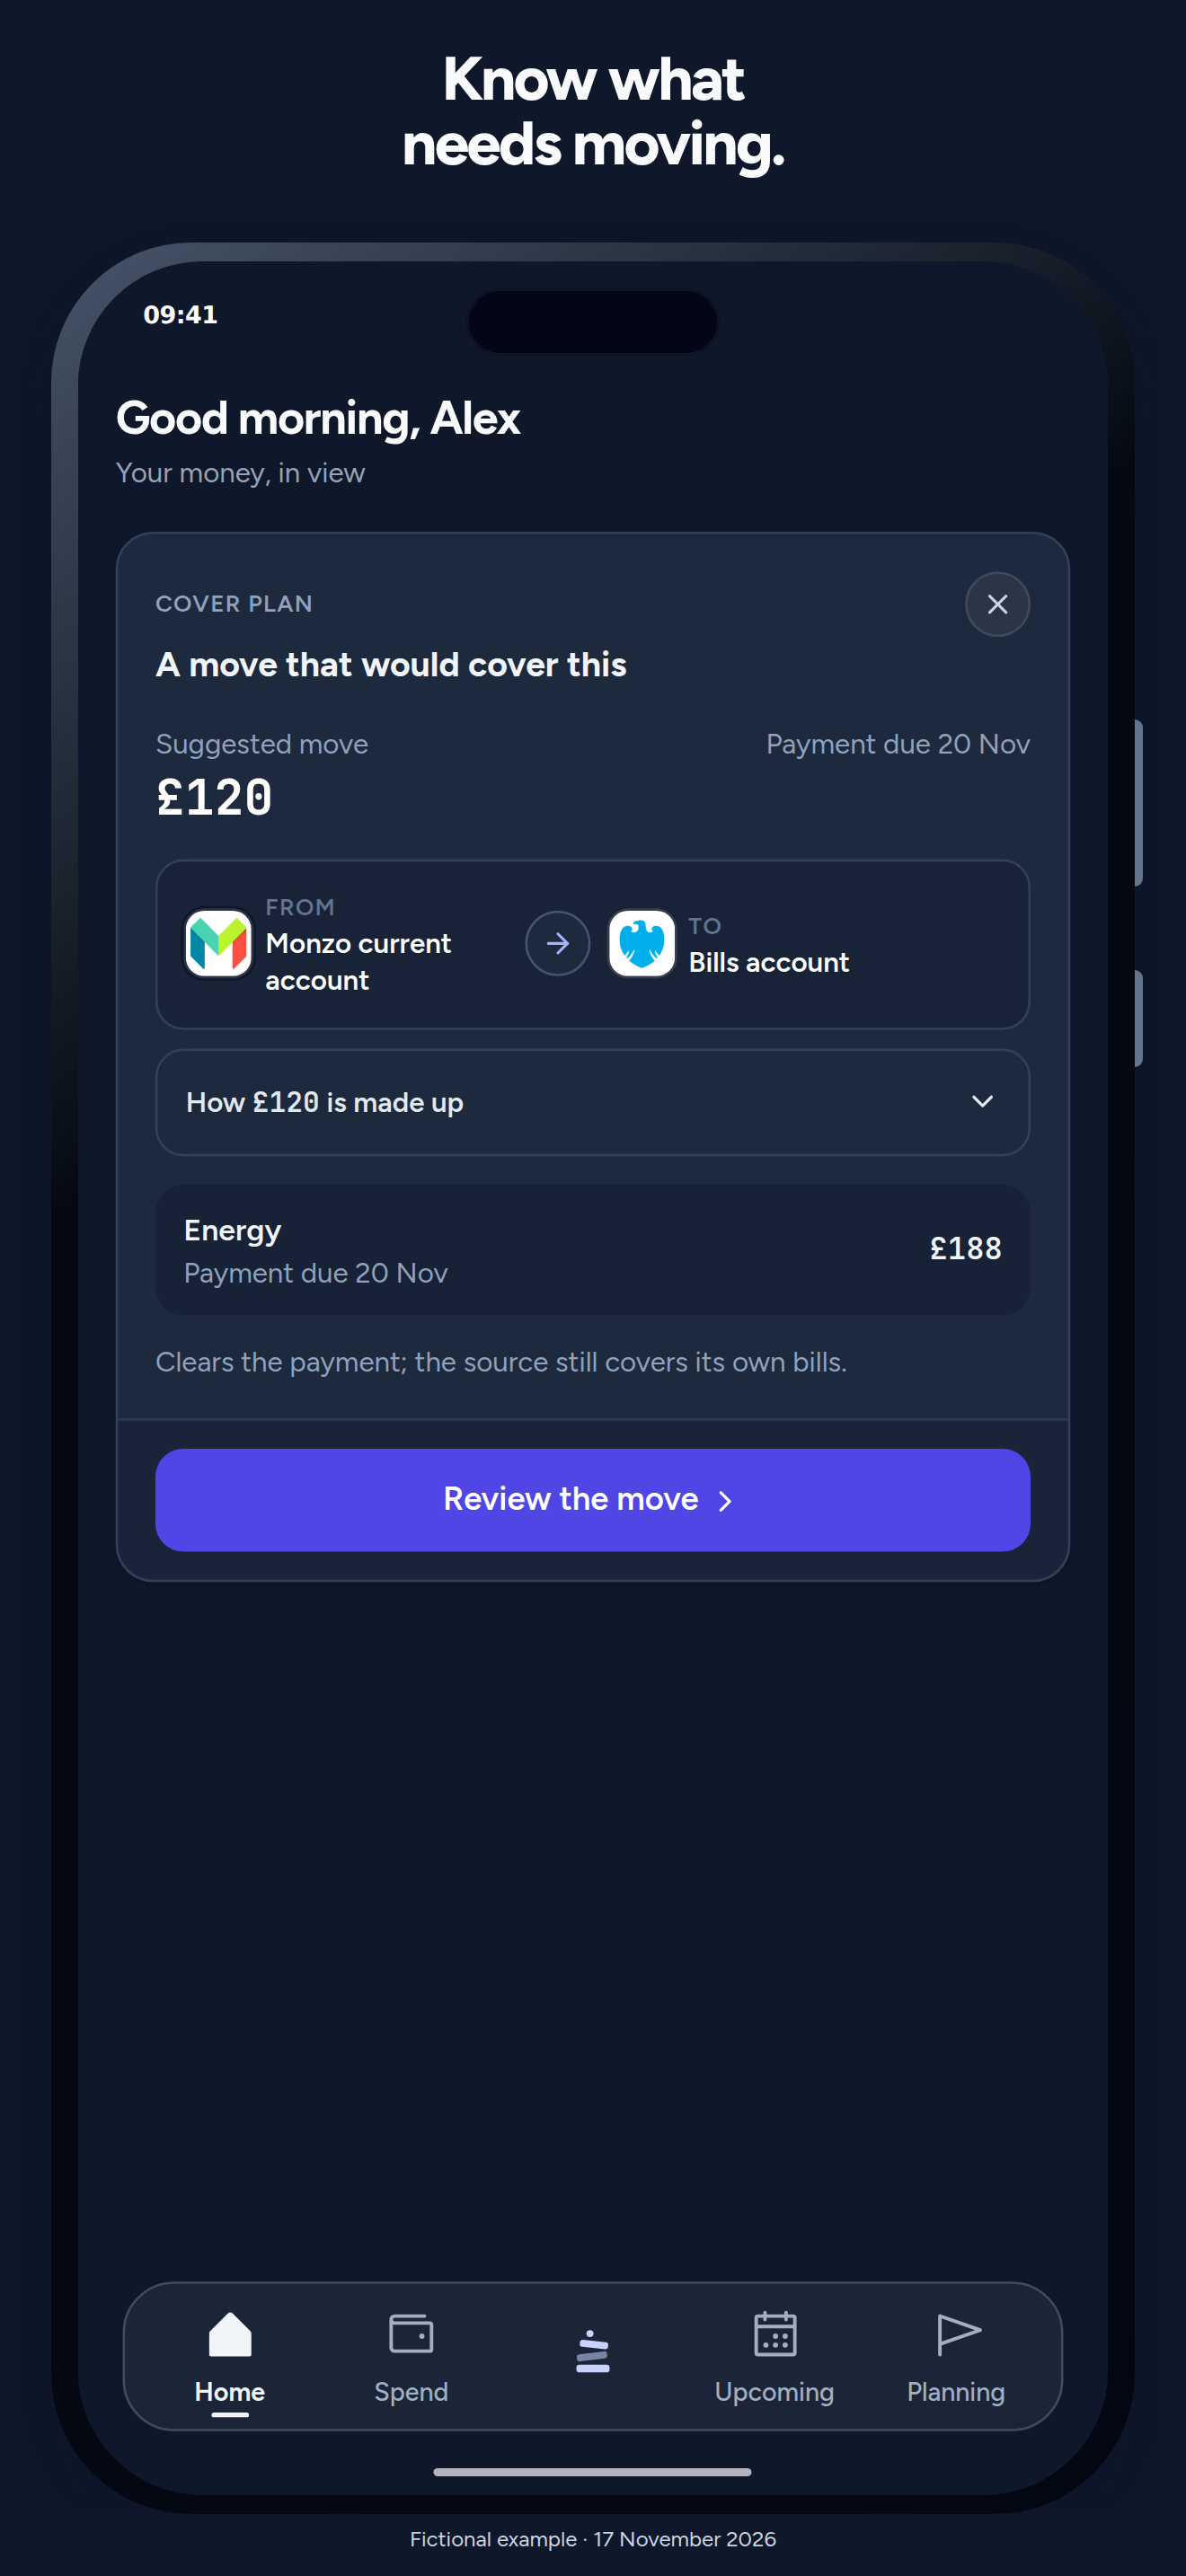 Know what
needs moving.
09:41
Good morning, Alex
Your money, in view
COVER PLAN
A move that would cover this
Suggested move
Payment due 20 Nov
£120
FROM
Monzo current
account
TO
Bills account
How £120 is made up
Energy
Payment due 20 Nov
£188
Clears the payment; the source still covers its own bills.
Review the move
Home
Spend
Upcoming
Planning
Fictional example · 17 November 2026